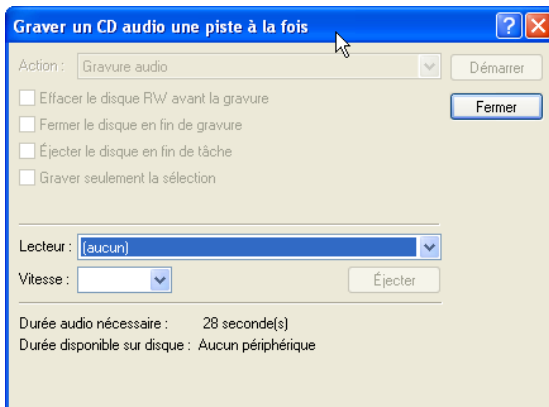 Graver un CD audio une piste à la fois
Action : Gravure audio Démarrer
Effacer le disque RW avant la gravure Fermer
Fermer le disque en fin de gravure
Éjecter le disque en fin de tâche
Graver seulement la sélection
Lecteur : (aucun)
Vitesse : Éjecter
Durée audio nécessaire : 28 seconde(s)
Durée disponible sur disque : Aucun périphérique